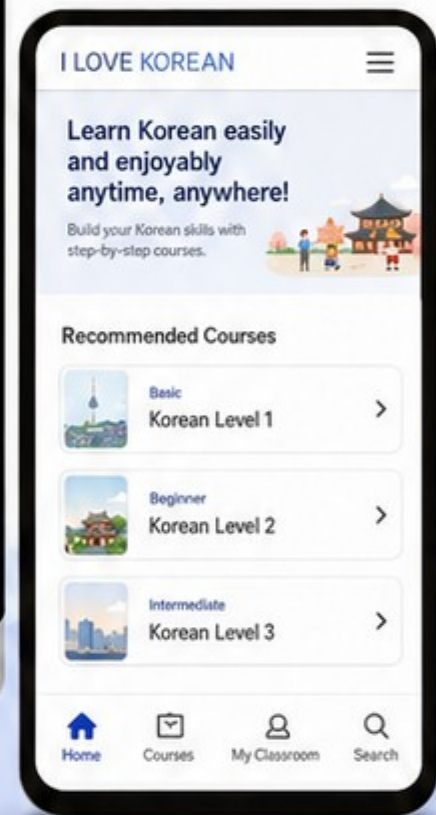 I LOVE KOREAN
Learn Korean easily
and enjoyably
anytime, anywhere!
Build your Korean skills with
step-by-step courses.
Recommended Courses
Basic
Korean Level 1
Beginner
Korean Level 2
Intermediate
Korean Level 3
Home
Courses
My Classroom
Search